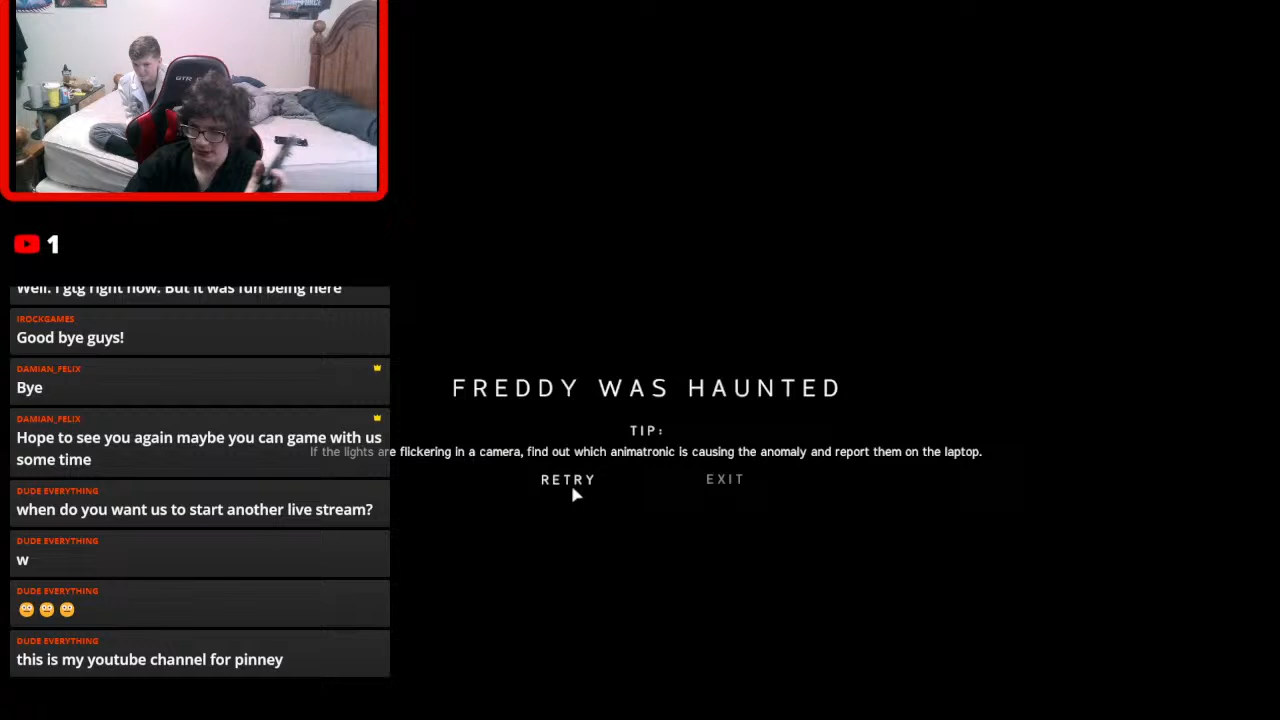 GTR
1
Well. I gtg right now. But it was fun being here
IROCKGAMES
Good bye guys!
DAMIAN_FELIX
Bye
DAMIAN_FELIX
Hope to see you again maybe you can game with us
some time
DUDE EVERYTHING
when do you want us to start another live stream?
DUDE EVERYTHING
w
DUDE EVERYTHING
😳 😳 😳
DUDE EVERYTHING
this is my youtube channel for pinney
FREDDY WAS HAUNTED
TIP:
If the lights are flickering in a camera, find out which animatronic is causing the anomaly and report them on the laptop.
RETRY
EXIT